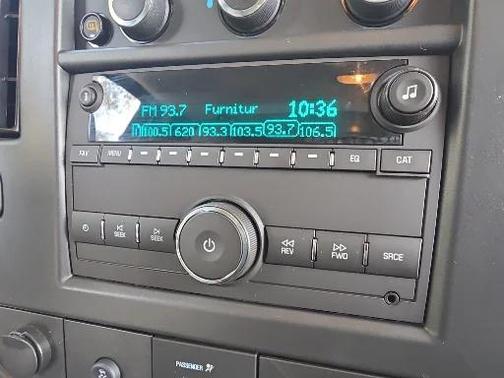 FM 93.7 Furnitur 10:36
100.5 620 93.3 103.5 93.7 106.5
FAV MENU EQ CAT
SEEK SEEK REV FWD SRCE
PASSENGER